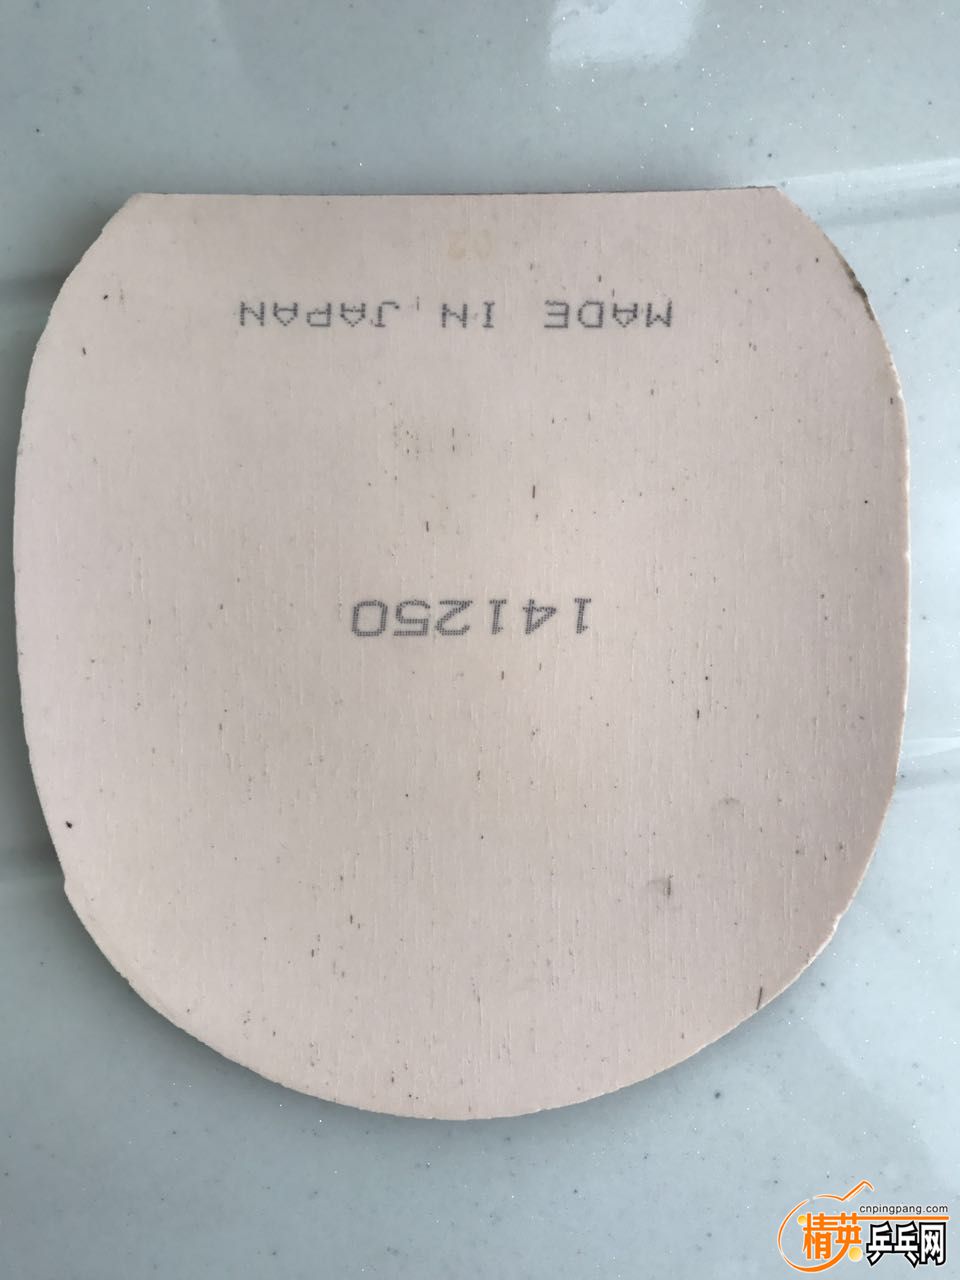 MADE IN JAPAN
141250
cnpingpang.com
精英乒乓网